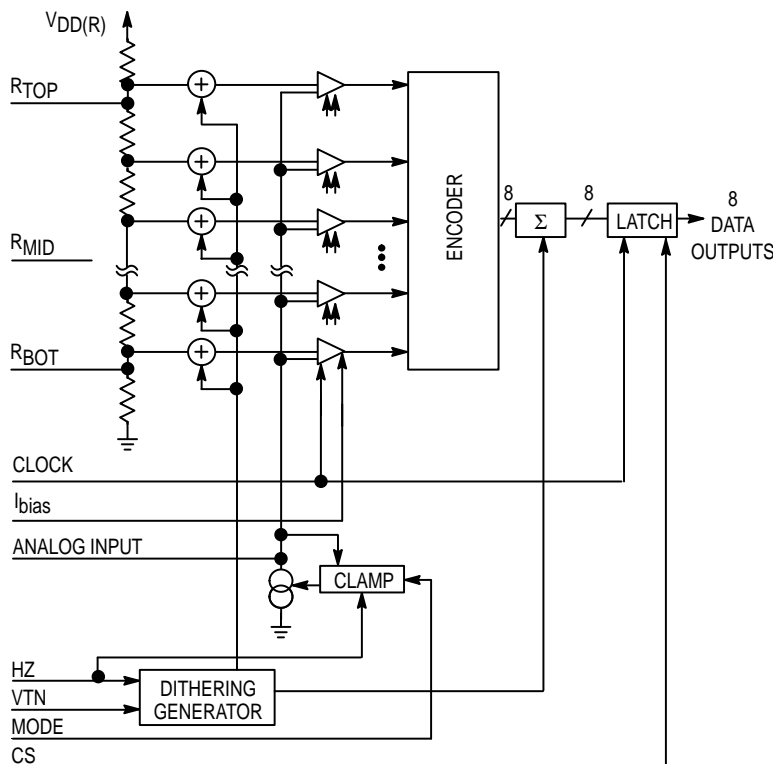 VDD(R)
RTOP
RMID
RBOT
ENCODER
8
Σ
8
LATCH
8
DATA
OUTPUTS
CLOCK
Ibias
ANALOG INPUT
CLAMP
HZ
VTN
MODE
CS
DITHERING
GENERATOR